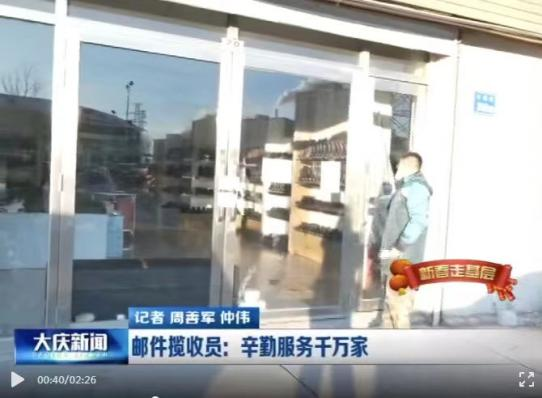 新春走基层
记者 周善军 仲伟
大庆新闻
邮件揽收员：辛勤服务千万家
00:40/02:26